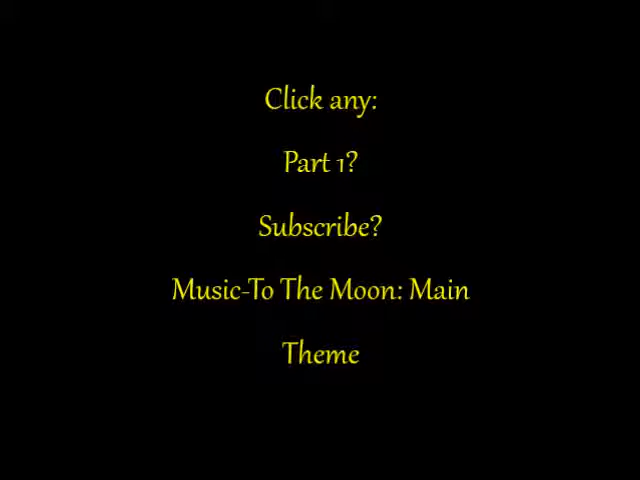 Click any:
Part 1?
Subscribe?
Music-To The Moon: Main
Theme